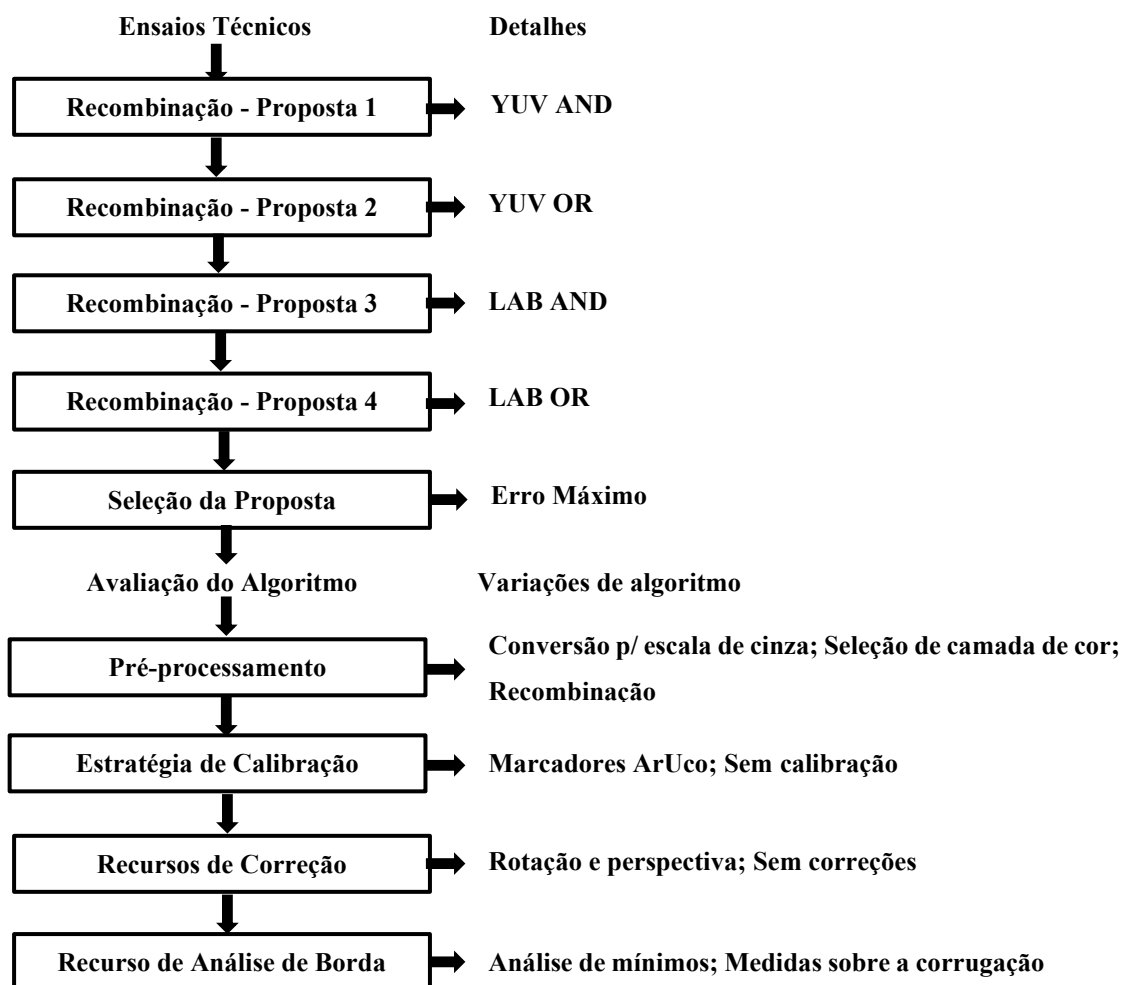 Ensaios Técnicos Detalhes
Recombinação - Proposta 1 YUV AND
Recombinação - Proposta 2 YUV OR
Recombinação - Proposta 3 LAB AND
Recombinação - Proposta 4 LAB OR
Seleção da Proposta Erro Máximo
Avaliação do Algoritmo Variações de algoritmo
Pré-processamento
Conversão p/ escala de cinza; Seleção de camada de cor;
Recombinação
Estratégia de Calibração Marcadores ArUco; Sem calibração
Recursos de Correção Rotação e perspectiva; Sem correções
Recurso de Análise de Borda Análise de mínimos; Medidas sobre a corrugação